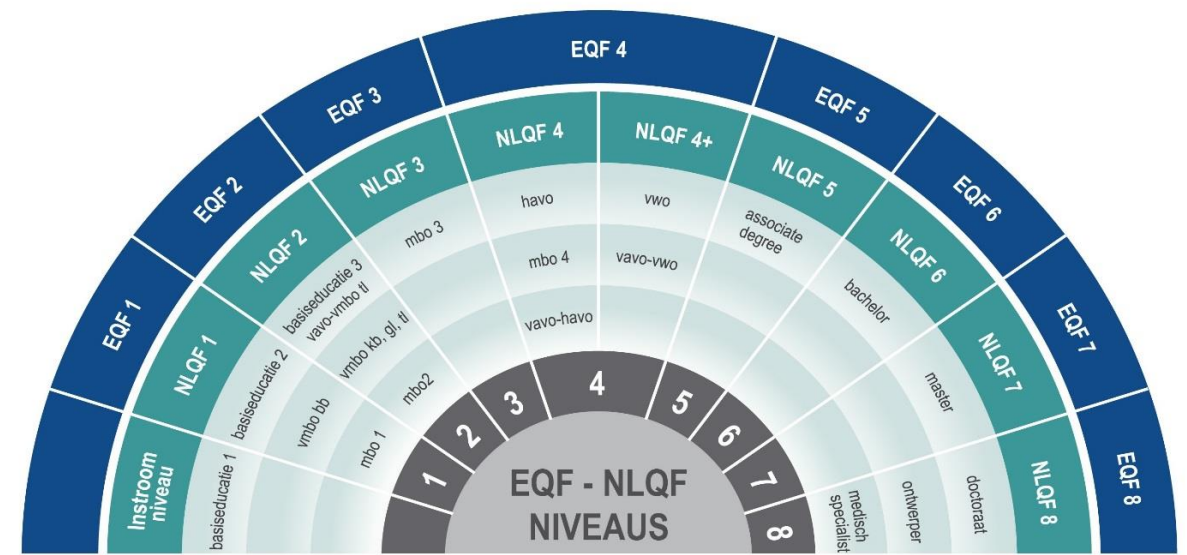 EQF 1
EQF 2
EQF 3
EQF 4
EQF 5
EQF 6
EQF 7
EQF 8
Instroom
niveau
NLQF 1
NLQF 2
NLQF 3
NLQF 4
NLQF 4+
NLQF 5
NLQF 6
NLQF 7
NLQF 8
basiseducatie 1
basiseducatie 2
vmbo bb
mbo 1
basiseducatie 3
vavo-vmbo tl
vmbo kb, gl, tl
mbo2
mbo 3
havo
mbo 4
vavo-havo
vwo
vavo-vwo
associate
degree
bachelor
master
doctoraat
ontwerper
medisch
specialist
1
2
3
4
5
6
7
8
EQF - NLQF
NIVEAUS